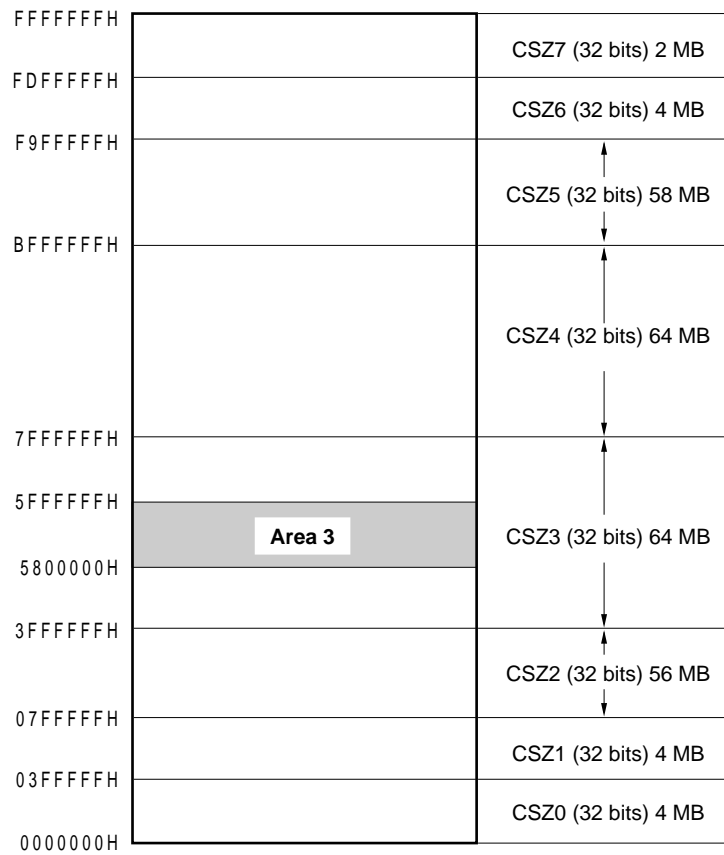 FFFFFFFH
CSZ7 (32 bits) 2 MB
FDFFFFFH
CSZ6 (32 bits) 4 MB
F9FFFFFH
CSZ5 (32 bits) 58 MB
BFFFFFFH
CSZ4 (32 bits) 64 MB
7FFFFFFH
5FFFFFFH
Area 3
CSZ3 (32 bits) 64 MB
5800000H
3FFFFFFH
CSZ2 (32 bits) 56 MB
07FFFFFH
CSZ1 (32 bits) 4 MB
03FFFFFH
CSZ0 (32 bits) 4 MB
0000000H